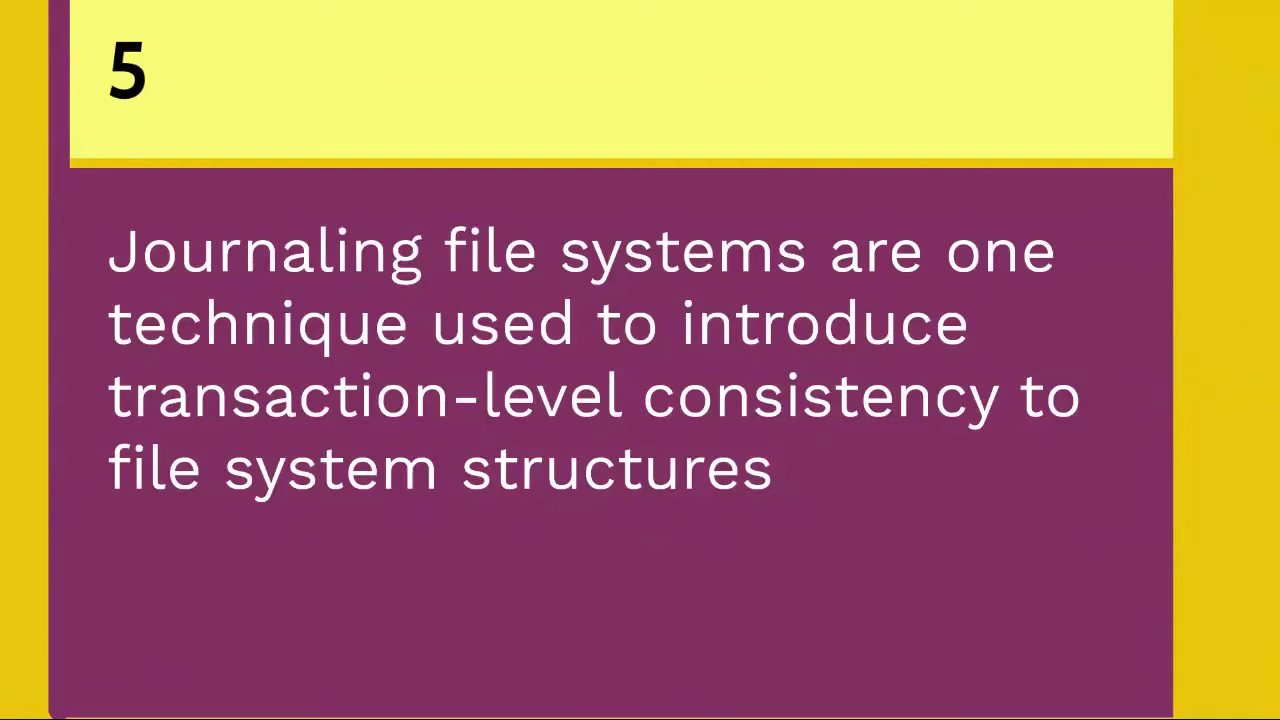 5
Journaling file systems are one
technique used to introduce
transaction-level consistency to
file system structures